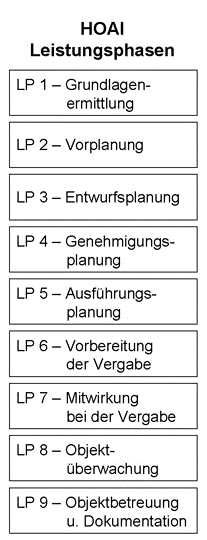 HOAI
Leistungsphasen
LP 1 – Grundlagen-
ermittlung
LP 2 – Vorplanung
LP 3 – Entwurfsplanung
LP 4 – Genehmigungs-
planung
LP 5 – Ausführungs-
planung
LP 6 – Vorbereitung
der Vergabe
LP 7 – Mitwirkung
bei der Vergabe
LP 8 – Objekt-
überwachung
LP 9 – Objektbetreuung
u. Dokumentation